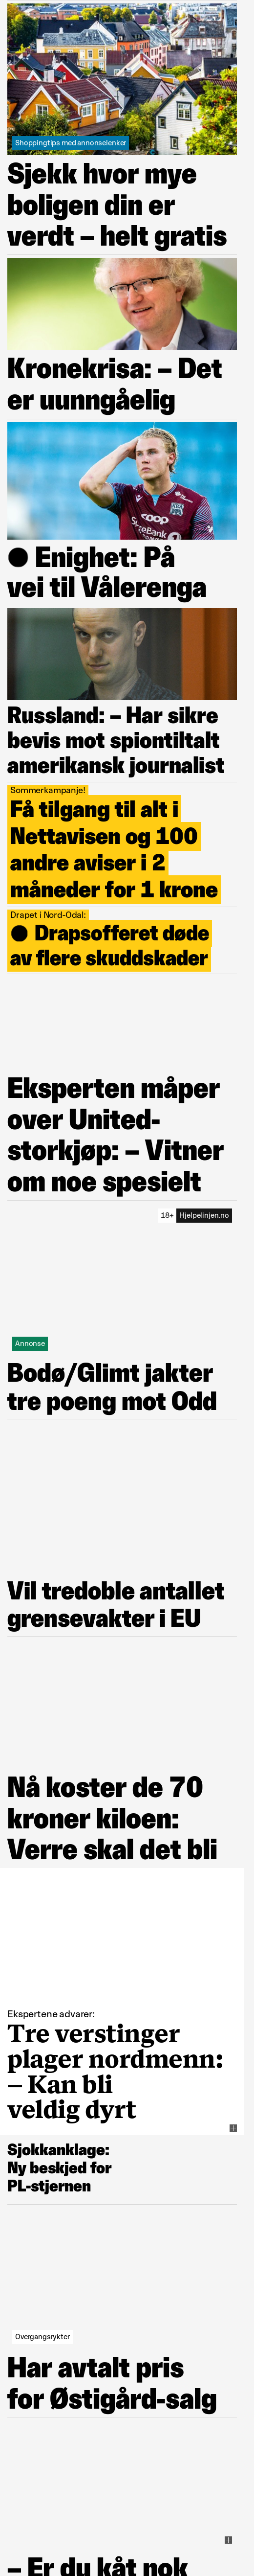 Shoppingtips med annonselenker
Sjekk hvor mye
boligen din er
verdt – helt gratis
Kronekrisa: – Det
er uunngåelig
coop
SpareBank
● Enighet: På
vei til Vålerenga
Russland: – Har sikre
bevis mot spiontiltalt
amerikansk journalist
Sommerkampanje!
Få tilgang til alt i
Nettavisen og 100
andre aviser i 2
måneder for 1 krone
Drapet i Nord-Odal:
● Drapsofferet døde
av flere skuddskader
Eksperten måper
over United-
storkjøp: – Vitner
om noe spesielt
18+ Hjelpelinjen.no
Annonse
Bodø/Glimt jakter
tre poeng mot Odd
Vil tredoble antallet
grensevakter i EU
Nå koster de 70
kroner kiloen:
Verre skal det bli
Ekspertene advarer:
Tre verstinger
plager nordmenn:
– Kan bli
veldig dyrt
Sjokkanklage:
Ny beskjed for
PL-stjernen
Overgangsrykter
Har avtalt pris
for Østigård-salg
– Er du kåt nok